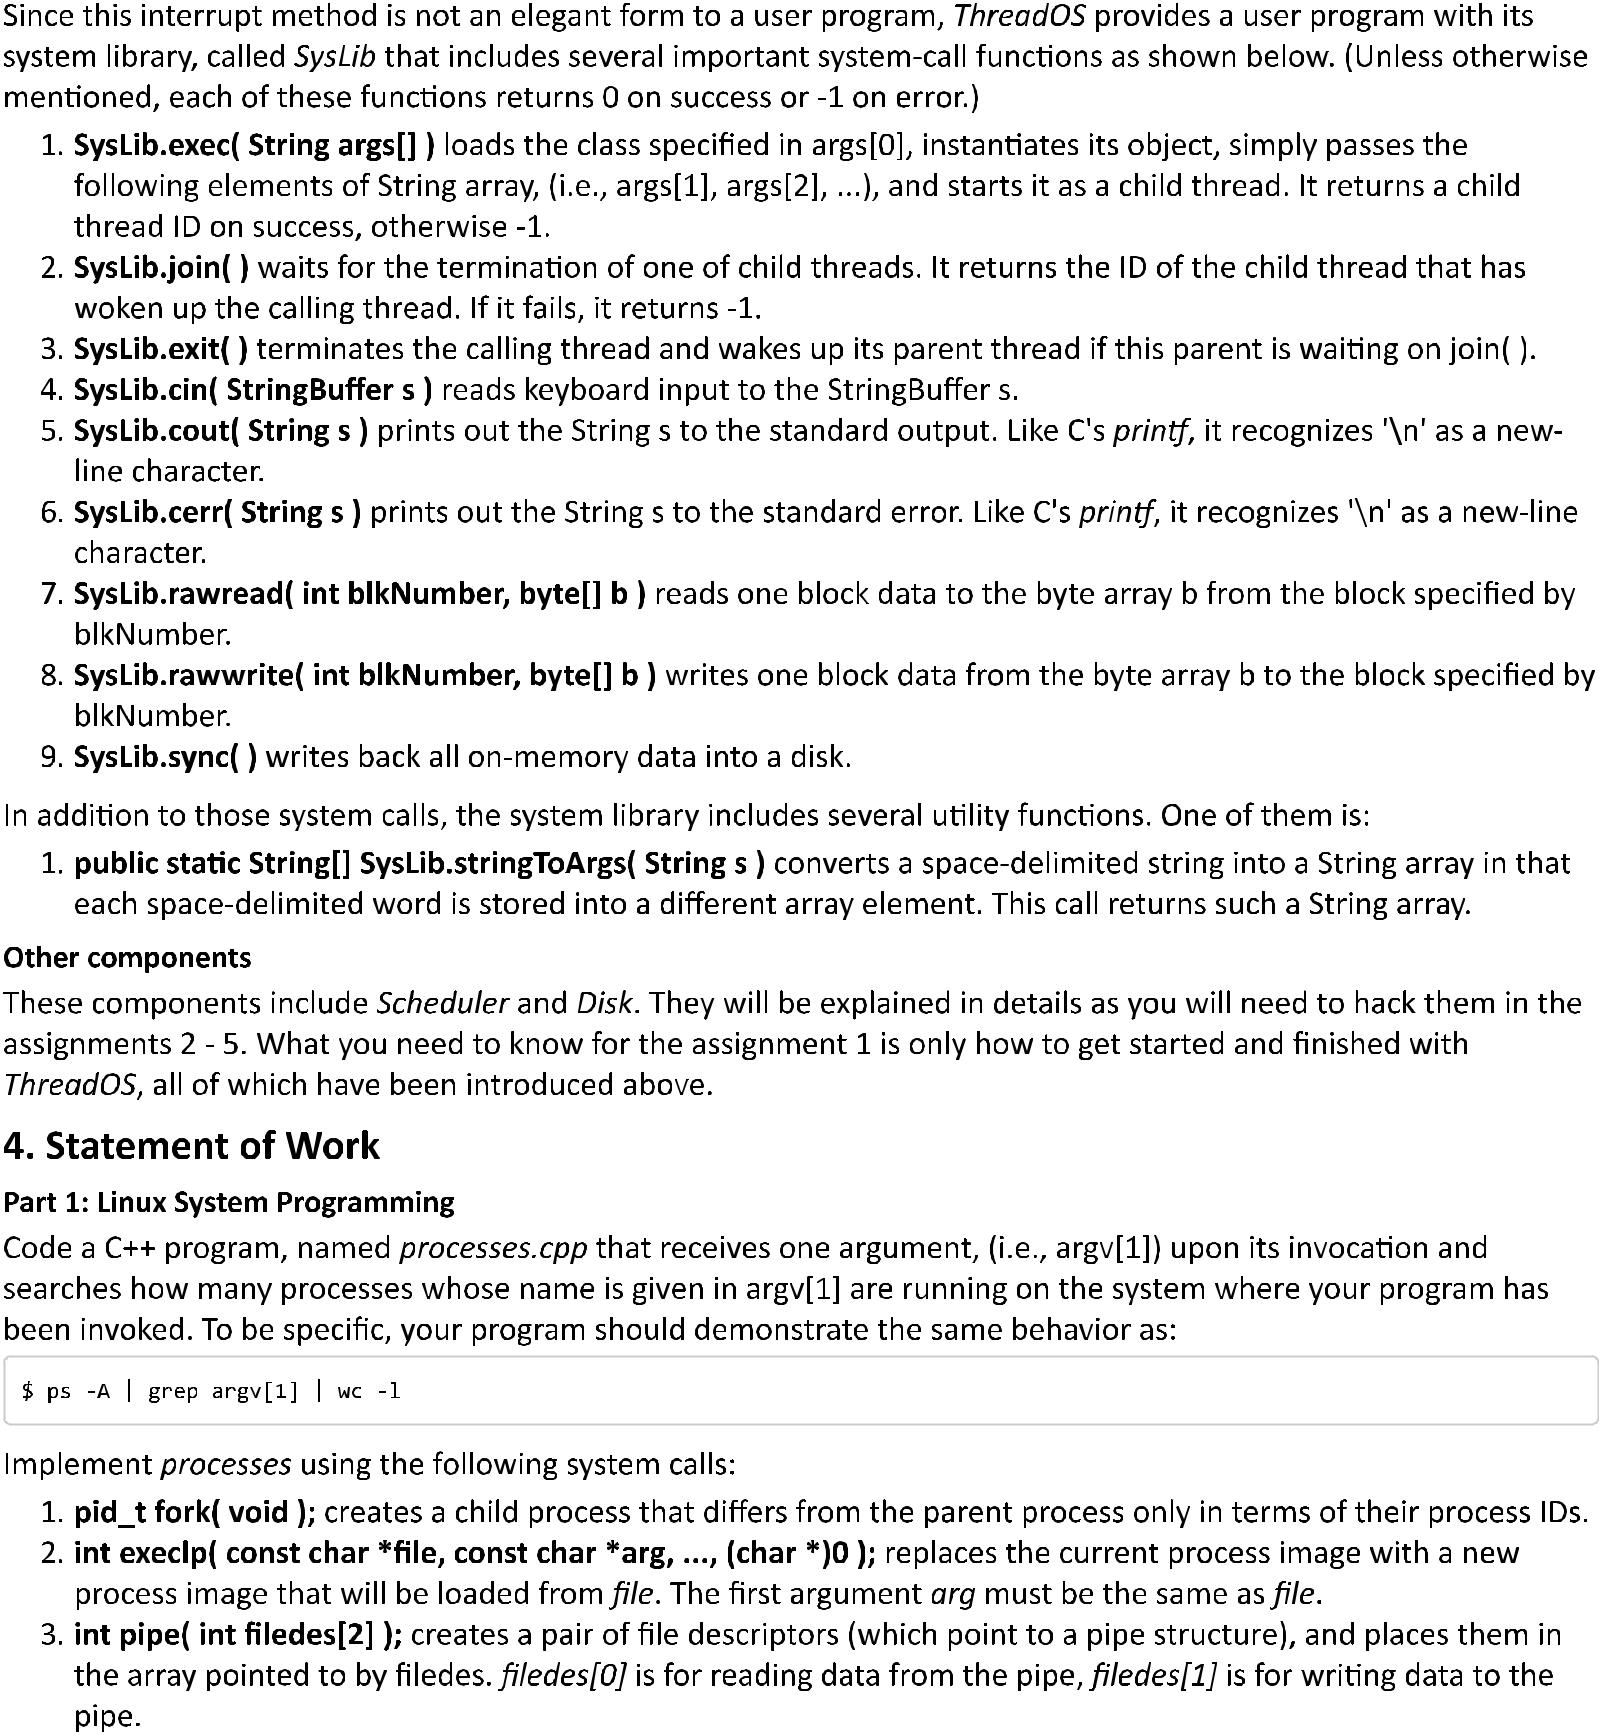 Since this interrupt method is not an elegant form to a user program, ThreadOS provides a user program with its
system library, called SysLib that includes several important system-call functions as shown below. (Unless otherwise
mentioned, each of these functions returns 0 on success or -1 on error.)
1. SysLib.exec( String args[] ) loads the class specified in args[0], instantiates its object, simply passes the
following elements of String array, (i.e., args[1], args[2], ...), and starts it as a child thread. It returns a child
thread ID on success, otherwise -1.
2. SysLib.join( ) waits for the termination of one of child threads. It returns the ID of the child thread that has
woken up the calling thread. If it fails, it returns -1.
3. SysLib.exit( ) terminates the calling thread and wakes up its parent thread if this parent is waiting on join( ).
4. SysLib.cin( StringBuffer s ) reads keyboard input to the StringBuffer s.
5. SysLib.cout( String s ) prints out the String s to the standard output. Like C's printf, it recognizes '\n' as a new-
line character.
6. SysLib.cerr( String s ) prints out the String s to the standard error. Like C's printf, it recognizes '\n' as a new-line
character.
7. SysLib.rawread( int blkNumber, byte[] b ) reads one block data to the byte array b from the block specified by
blkNumber.
8. SysLib.rawwrite( int blkNumber, byte[] b ) writes one block data from the byte array b to the block specified by
blkNumber.
9. SysLib.sync( ) writes back all on-memory data into a disk.
In addition to those system calls, the system library includes several utility functions. One of them is:
1. public static String[] SysLib.stringToArgs( String s ) converts a space-delimited string into a String array in that
each space-delimited word is stored into a different array element. This call returns such a String array.
Other components
These components include Scheduler and Disk. They will be explained in details as you will need to hack them in the
assignments 2 - 5. What you need to know for the assignment 1 is only how to get started and finished with
ThreadOS, all of which have been introduced above.
4. Statement of Work
Part 1: Linux System Programming
Code a C++ program, named processes.cpp that receives one argument, (i.e., argv[1]) upon its invocation and
searches how many processes whose name is given in argv[1] are running on the system where your program has
been invoked. To be specific, your program should demonstrate the same behavior as:
$ ps -A | grep argv[1] | wc -l
Implement processes using the following system calls:
1. pid_t fork( void ); creates a child process that differs from the parent process only in terms of their process IDs.
2. int execlp( const char *file, const char *arg, ..., (char *)0 ); replaces the current process image with a new
process image that will be loaded from file. The first argument arg must be the same as file.
3. int pipe( int filedes[2] ); creates a pair of file descriptors (which point to a pipe structure), and places them in
the array pointed to by filedes. filedes[0] is for reading data from the pipe, filedes[1] is for writing data to the
pipe.